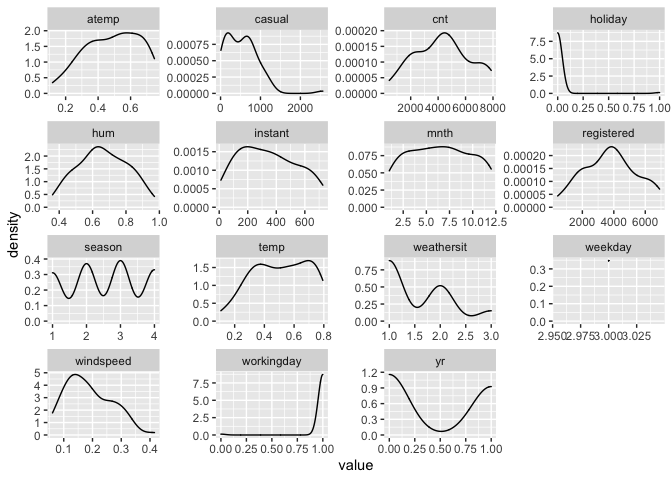 atemp casual cnt holiday
2.0 1.5 1.0 0.5 0.0
0.00075 0.00050 0.00025 0.00000
0.00020 0.00015 0.00010 0.00005 0.00000
7.5 5.0 2.5 0.0
0.2 0.4 0.6 0 1000 2000 2000 4000 6000 8000 0.00 0.25 0.50 0.75 1.00
hum instant mnth registered
2.0 1.5 1.0 0.5 0.0
0.0015 0.0010 0.0005 0.0000
0.075 0.050 0.025 0.000
0.00020 0.00015 0.00010 0.00005 0.00000
0.4 0.6 0.8 1.0 0 200 400 600 2.5 5.0 7.5 10.0 12.5 2000 4000 6000
density
season temp weathersit weekday
0.4 0.3 0.2 0.1 0.0
1.5 1.0 0.5 0.0
0.75 0.50 0.25 0.00
0.3 0.2 0.1 0.0
1 2 3 4 0.2 0.4 0.6 0.8 1.0 1.5 2.0 2.5 3.0 2.950 2.975 3.000 3.025
windspeed workingday yr
5 4 3 2 1 0
7.5 5.0 2.5 0.0
1.2 0.9 0.6 0.3 0.0
0.1 0.2 0.3 0.4 0.00 0.25 0.50 0.75 1.00 0.00 0.25 0.50 0.75 1.00
value